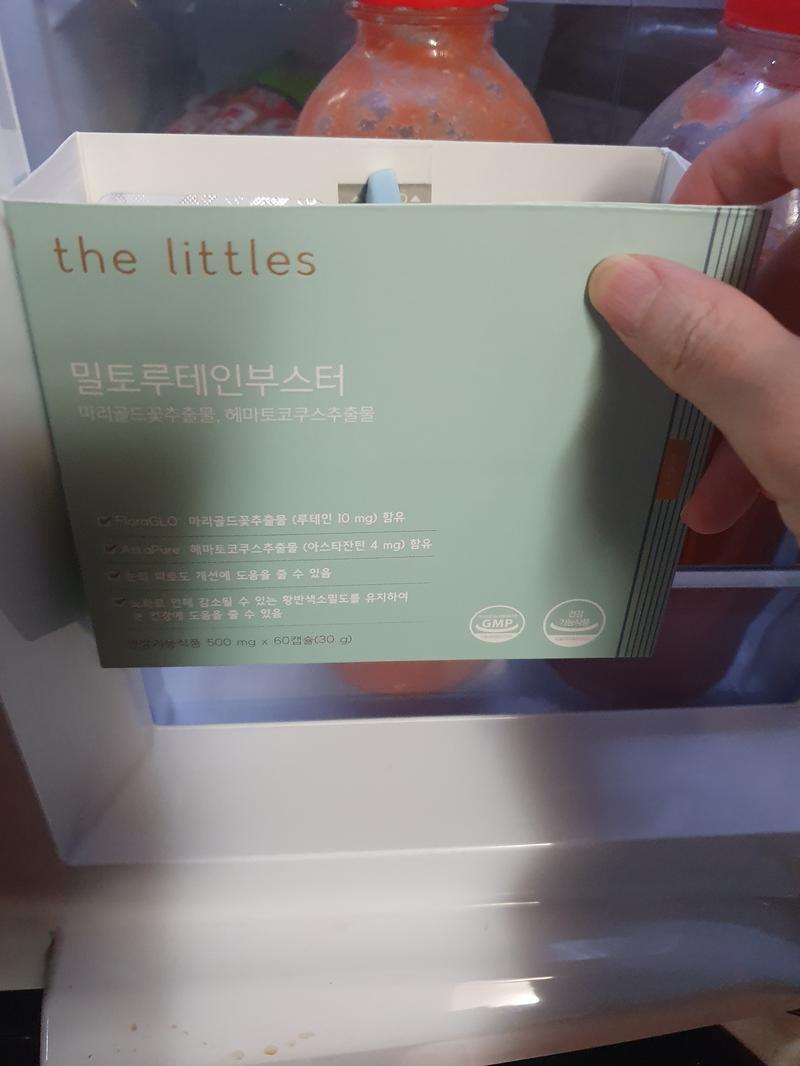 the littles
밀토루테인부스터
마리골드꽃추출물, 헤마토코쿠스추출물
FloraGLO 마리골드꽃추출물 (루테인 10 mg) 함유
AstaPure 헤마토코쿠스추출물 (아스타잔틴 4 mg) 함유
눈의 피로도 개선에 도움을 줄 수 있음
노화로 인해 감소될 수 있는 황반색소밀도를 유지하여
눈 건강에 도움을 줄 수 있음
건강기능식품 500 mg x 60캡슐(30 g)
GMP
건강
기능식품